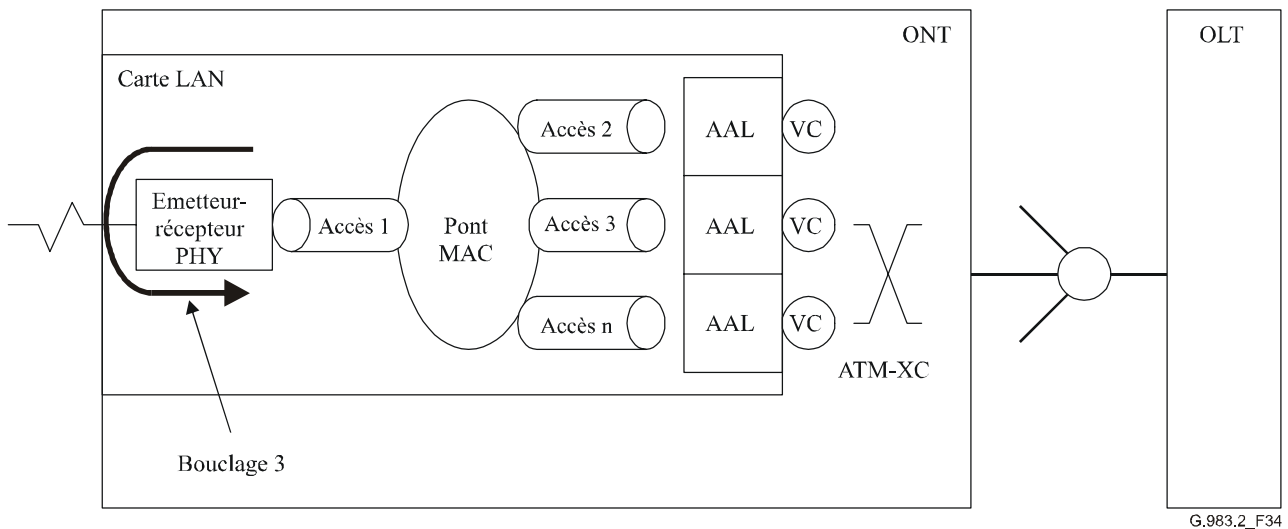 ONT
OLT
Carte LAN
Accès 2
AAL
VC
Emetteur-
récepteur
PHY
Accès 1
Pont
MAC
Accès 3
AAL
VC
Accès n
AAL
VC
ATM-XC
Bouclage 3
G.983.2_F34